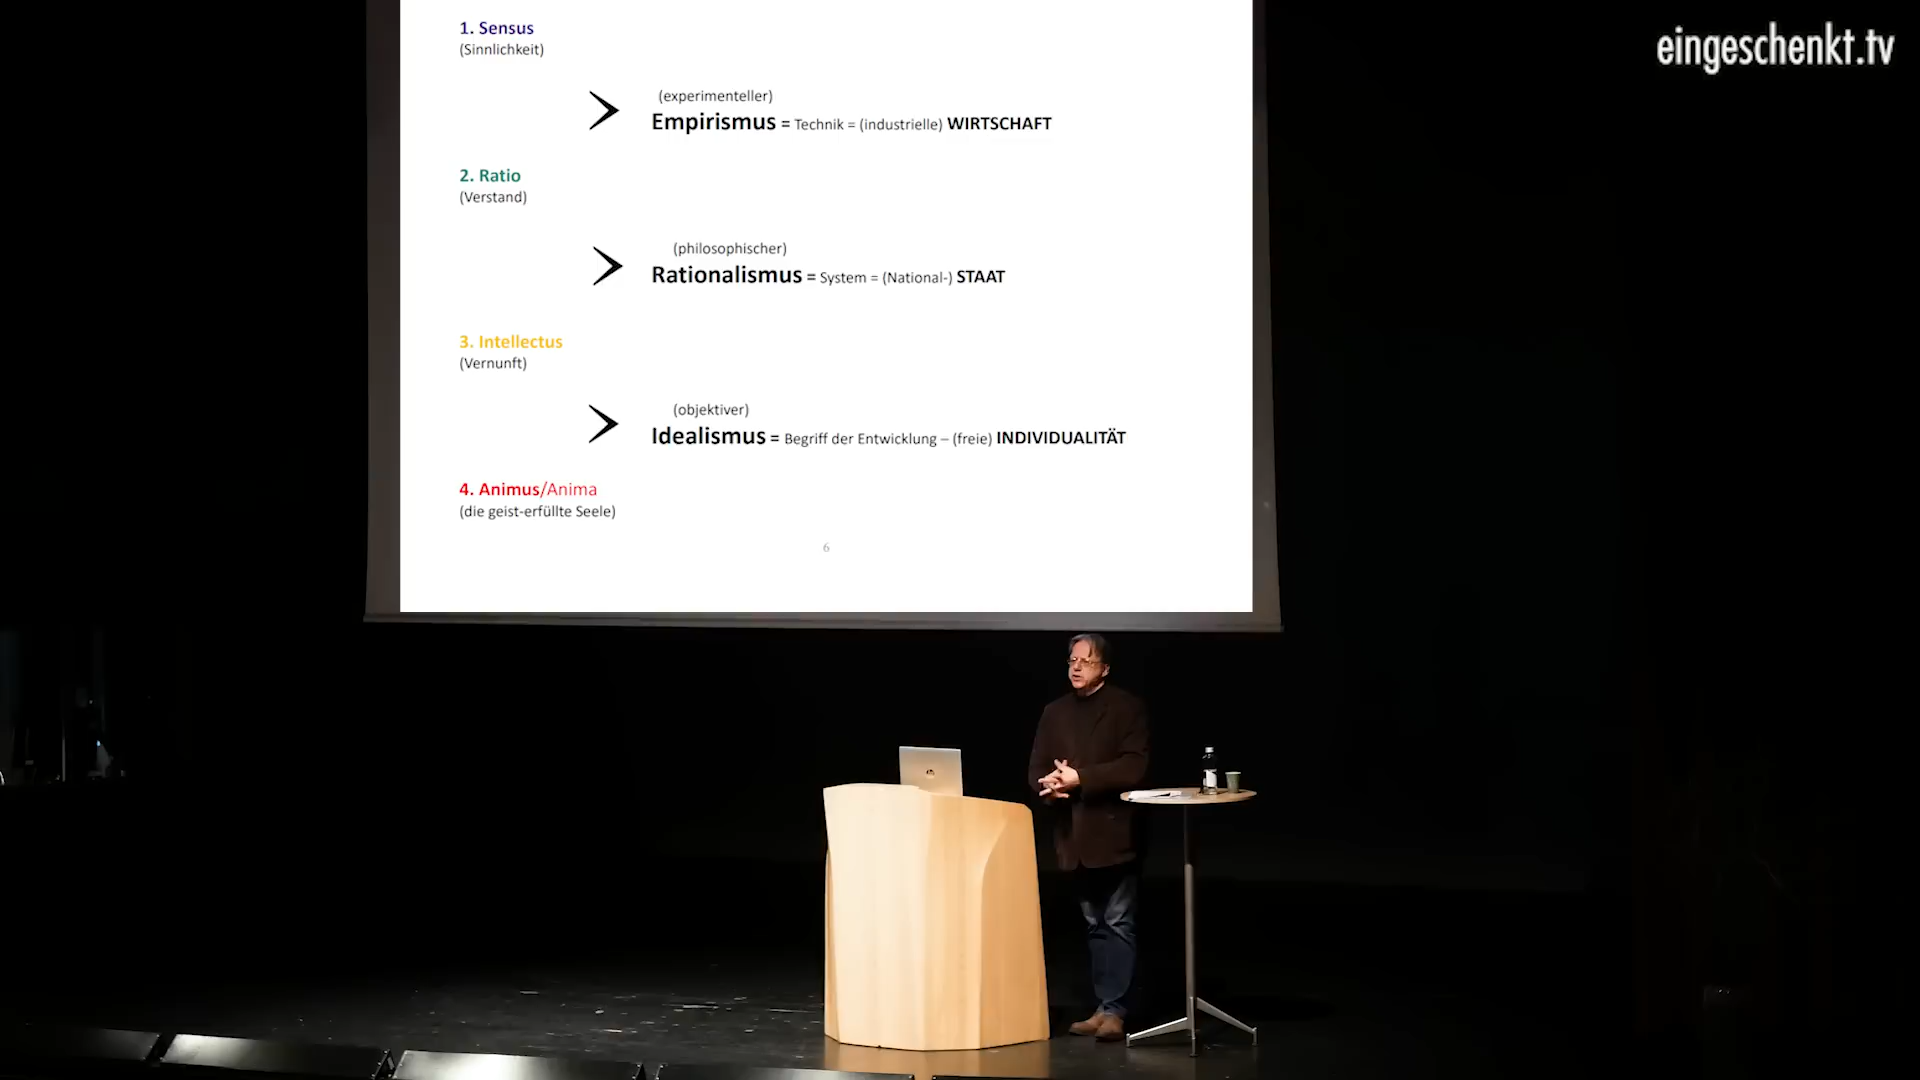 eingeschenkt.tv
1. Sensus
(Sinnlichkeit)
(experimenteller)
Empirismus = Technik = (industrielle) WIRTSCHAFT
2. Ratio
(Verstand)
(philosophischer)
Rationalismus = System = (National-) STAAT
3. Intellectus
(Vernunft)
(objektiver)
Idealismus = Begriff der Entwicklung – (freie) INDIVIDUALITÄT
4. Animus/Anima
(die geist-erfüllte Seele)
6